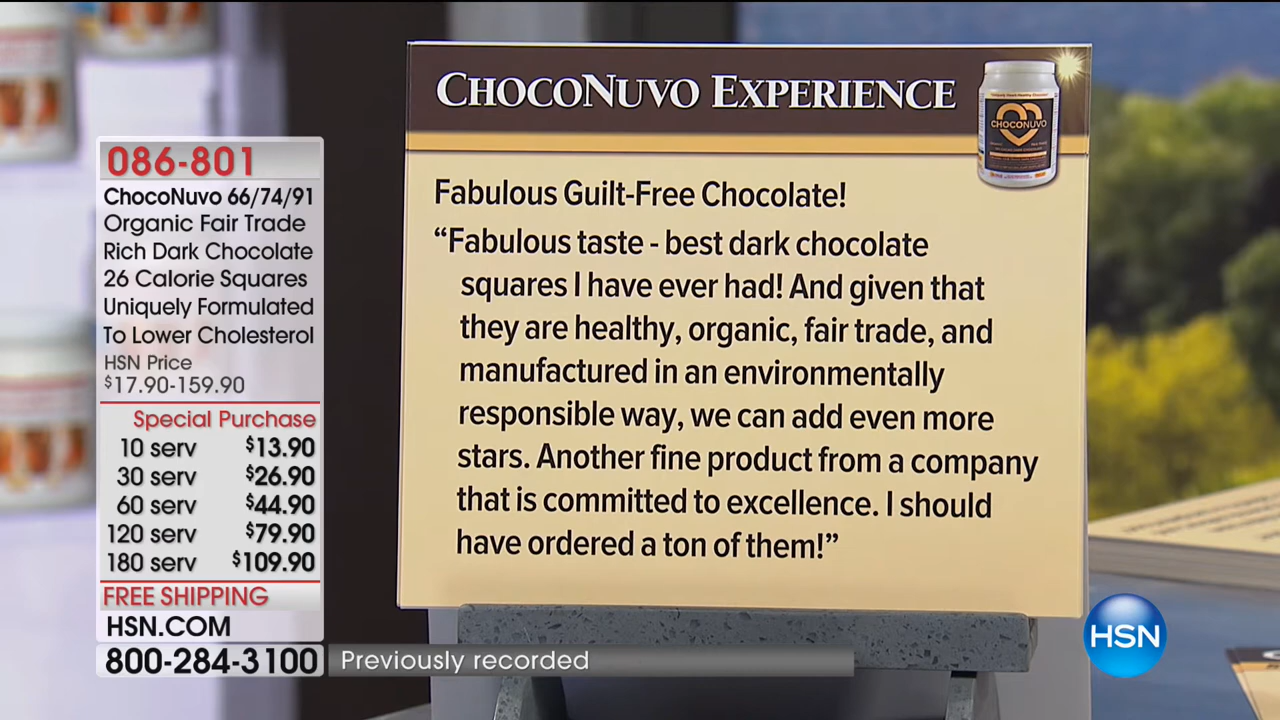 086-801
ChocoNuvo 66/74/91
Organic Fair Trade
Rich Dark Chocolate
26 Calorie Squares
Uniquely Formulated
To Lower Cholesterol
HSN Price
$17.90-159.90
Special Purchase
10 serv $13.90
30 serv $26.90
60 serv $44.90
120 serv $79.90
180 serv $109.90
FREE SHIPPING
HSN.COM
800-284-3100
Previously recorded
CHOCONUVO EXPERIENCE
CHOCONUVO
Fabulous Guilt-Free Chocolate!
“Fabulous taste - best dark chocolate
squares I have ever had! And given that
they are healthy, organic, fair trade, and
manufactured in an environmentally
responsible way, we can add even more
stars. Another fine product from a company
that is committed to excellence. I should
have ordered a ton of them!”
HSN